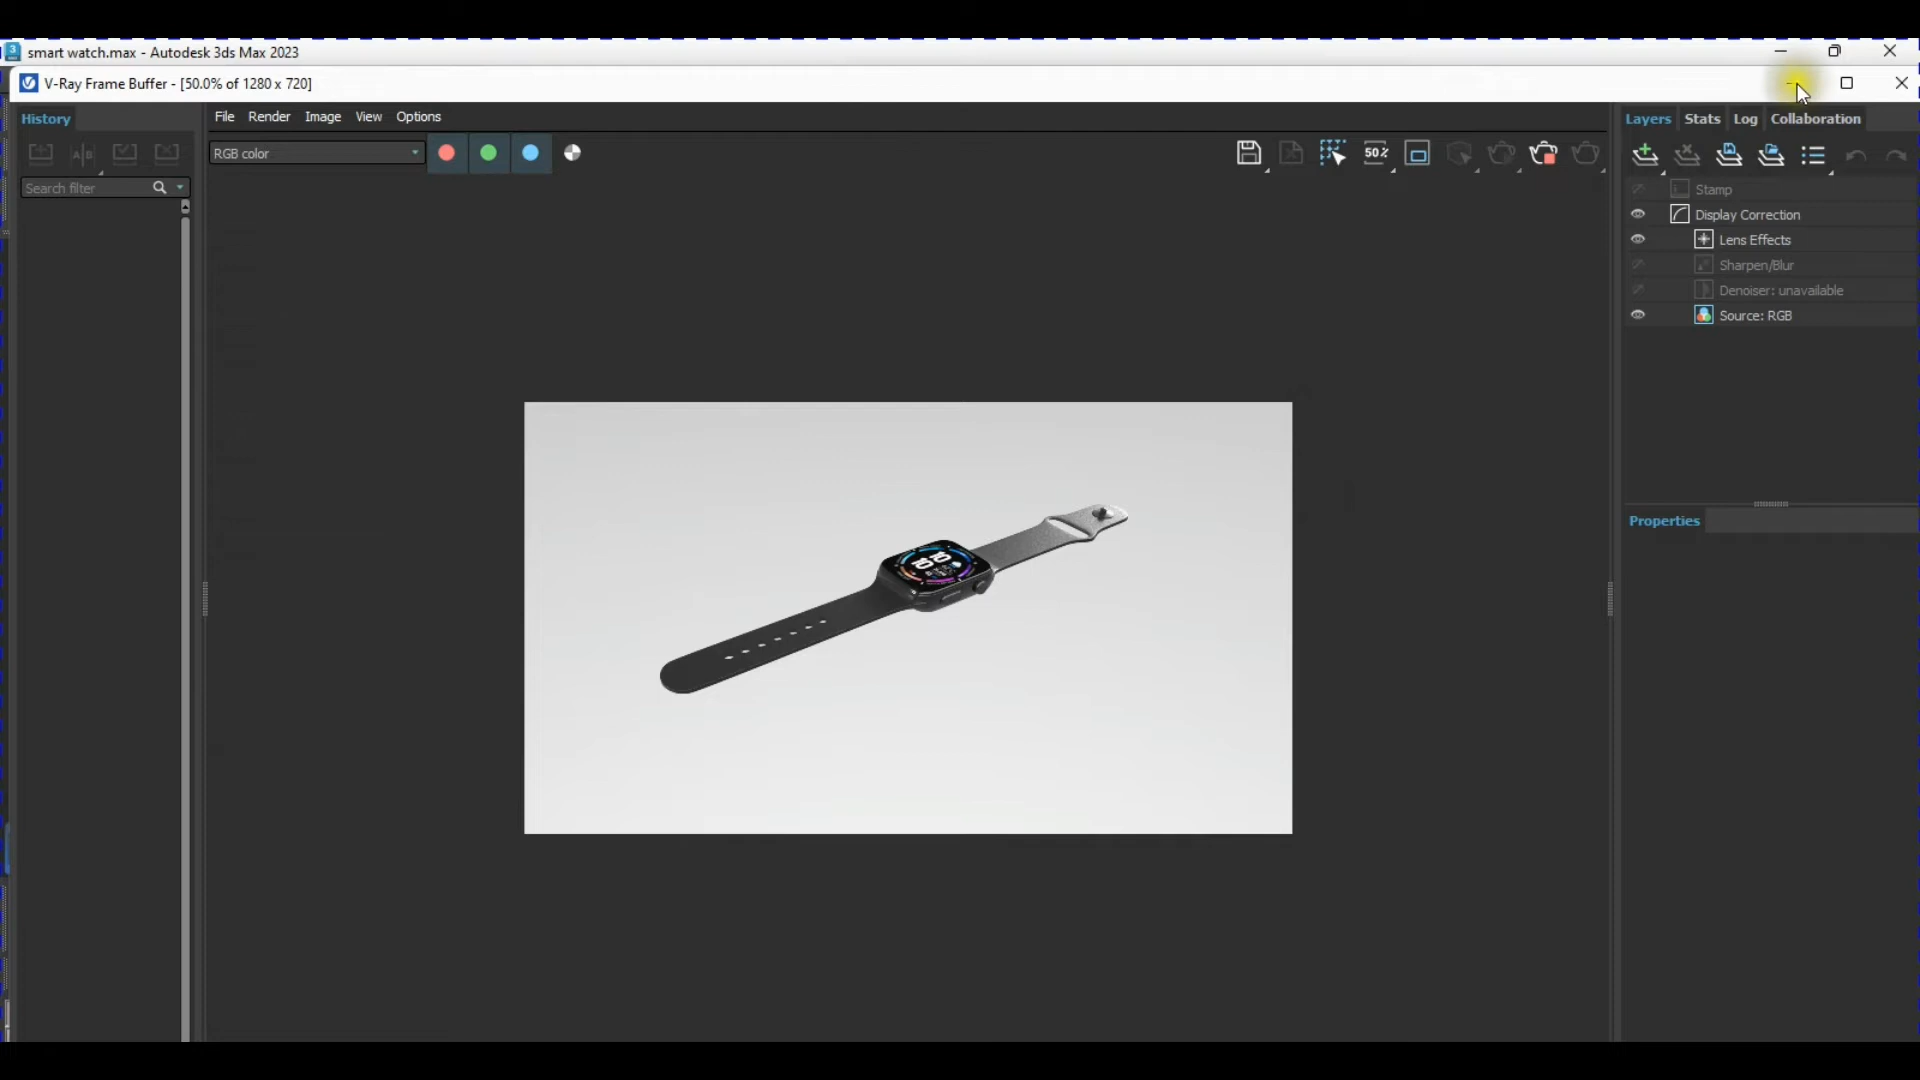 smart watch.max - Autodesk 3ds Max 2023
V-Ray Frame Buffer - [50.0% of 1280 x 720]
History
File Render Image View Options
Layers Stats Log Collaboration
RGB color
50%
Search filter
Stamp
Display Correction
Lens Effects
Sharpen/Blur
Denoiser: unavailable
Source: RGB
Properties
10
10